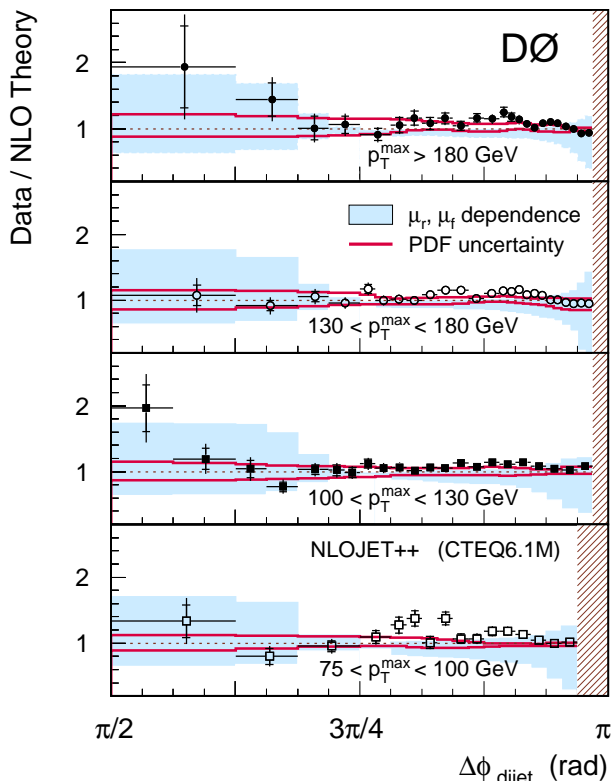 DØ
Data / NLO Theory
2
1
p_T^max > 180 GeV
μ_r, μ_f dependence
PDF uncertainty
2
1
130 < p_T^max < 180 GeV
2
1
100 < p_T^max < 130 GeV
NLOJET++ (CTEQ6.1M)
2
1
75 < p_T^max < 100 GeV
π/2 3π/4 π
Δϕ_dijet (rad)